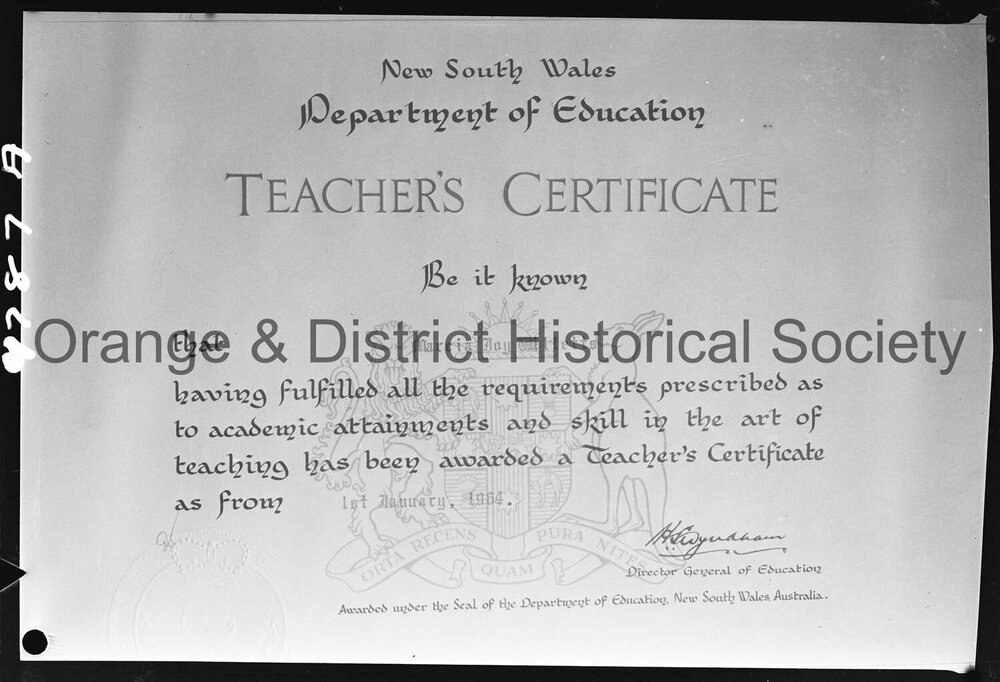 New South Wales
Department of Education
TEACHER'S CERTIFICATE
Be it known
that
Orange & District Historical Society
having fulfilled all the requirements prescribed as
to academic attainments and skill in the art of
teaching has been awarded a Teacher's Certificate
as from 1st January, 1964.
ORTA RECENS QUAM PURA NITES
HSWyndham
Director General of Education
Awarded under the Seal of the Department of Education, New South Wales, Australia.